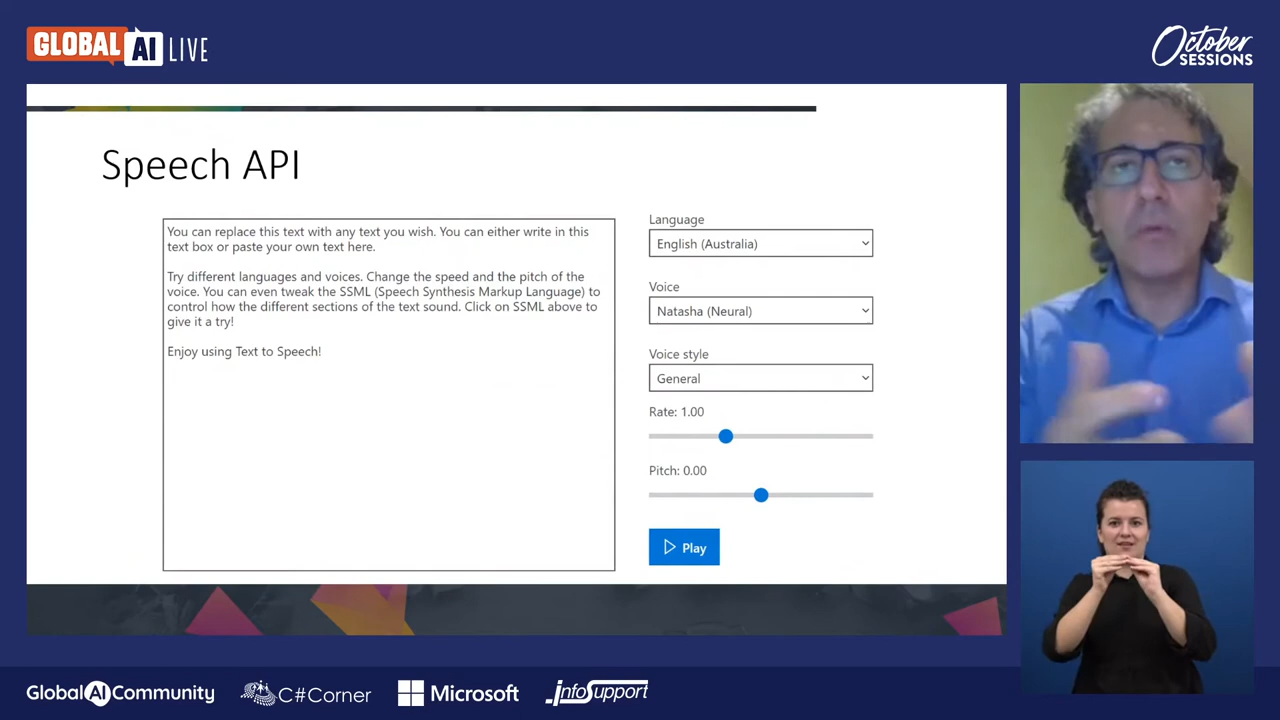 GLOBAL AI LIVE
October
SESSIONS
Speech API
You can replace this text with any text you wish. You can either write in this
text box or paste your own text here.
Try different languages and voices. Change the speed and the pitch of the
voice. You can even tweak the SSML (Speech Synthesis Markup Language) to
control how the different sections of the text sound. Click on SSML above to
give it a try!
Enjoy using Text to Speech!
Language
English (Australia)
Voice
Natasha (Neural)
Voice style
General
Rate: 1.00
Pitch: 0.00
Play
Global AI Community
C#Corner
Microsoft
InfoSupport